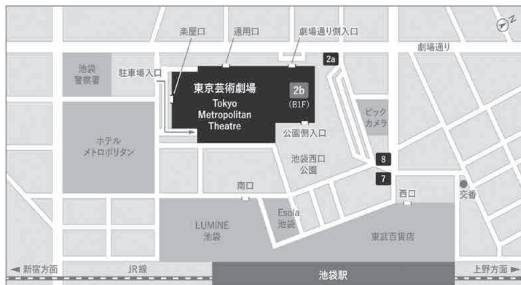 楽屋口
通用口
劇場通り側入口
劇場通り
2a
池袋
警察署
駐車場入口
東京芸術劇場
Tokyo
Metropolitan
Theatre
2b
(B1F)
公園側入口
ビック
カメラ
ホテル
メトロポリタン
池袋西口
公園
8
7
南口
西口
交番
LUMINE
池袋
Esola
池袋
東武百貨店
新宿方面
JR線
池袋駅
上野方面